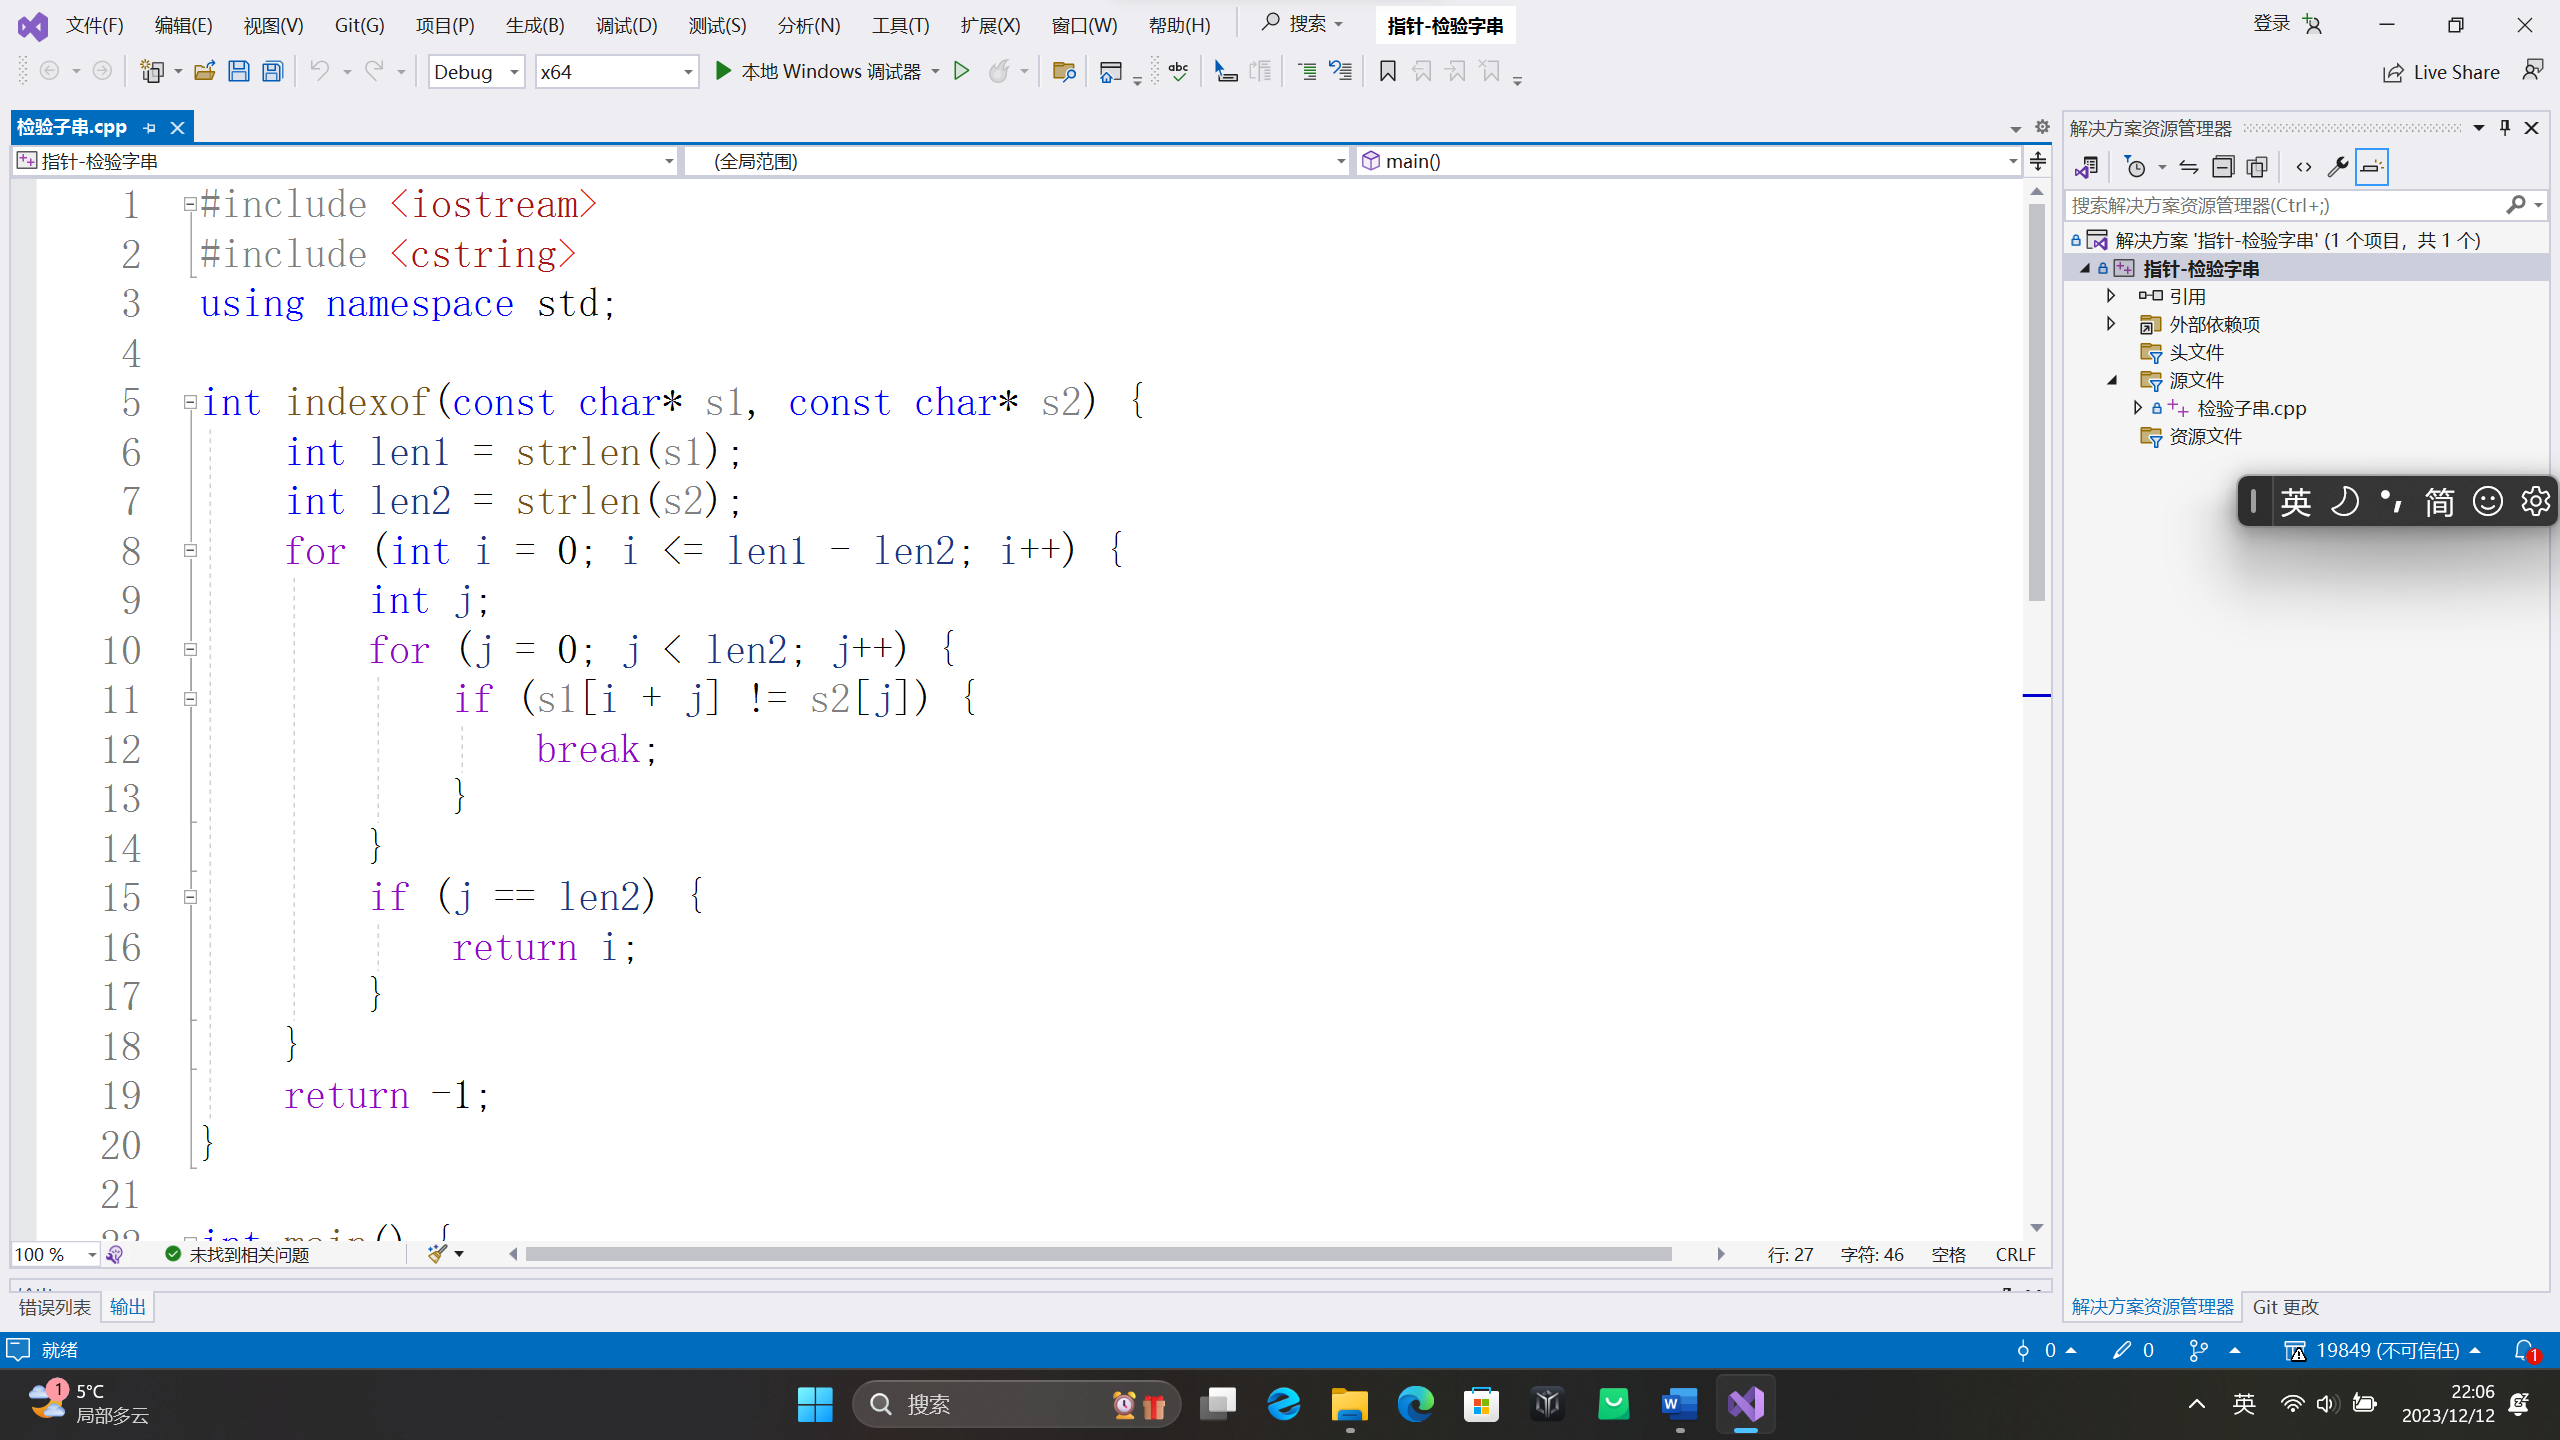 文件(F) 编辑(E) 视图(V) Git(G) 项目(P) 生成(B) 调试(D) 测试(S) 分析(N) 工具(T) 扩展(X) 窗口(W) 帮助(H) 搜索 指针-检验字串 登录
Debug x64 本地 Windows 调试器 abc Live Share
检验子串.cpp
指针-检验字串 (全局范围) main()
1 #include <iostream>
2 #include <cstring>
3 using namespace std;
4
5 int indexof(const char* s1, const char* s2) {
6 int len1 = strlen(s1);
7 int len2 = strlen(s2);
8 for (int i = 0; i <= len1 - len2; i++) {
9 int j;
10 for (j = 0; j < len2; j++) {
11 if (s1[i + j] != s2[j]) {
12 break;
13 }
14 }
15 if (j == len2) {
16 return i;
17 }
18 }
19 return -1;
20 }
21
22 int main() {
100 % 未找到相关问题 行: 27 字符: 46 空格 CRLF
错误列表 输出
解决方案资源管理器
搜索解决方案资源管理器(Ctrl+;)
解决方案 '指针-检验字串' (1 个项目，共 1 个)
指针-检验字串
引用
外部依赖项
头文件
源文件
检验子串.cpp
资源文件
英 简
解决方案资源管理器 Git 更改
就绪 0 0 19849 (不可信任) 1
1 5°C
局部多云
搜索
英
22:06
2023/12/12